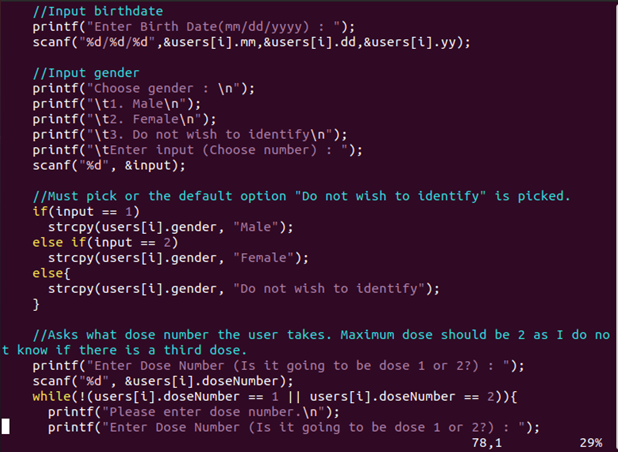 //Input birthdate
printf("Enter Birth Date(mm/dd/yyyy) : ");
scanf("%d/%d/%d",&users[i].mm,&users[i].dd,&users[i].yy);

//Input gender
printf("Choose gender : \n");
printf("\t1. Male\n");
printf("\t2. Female\n");
printf("\t3. Do not wish to identify\n");
printf("\tEnter input (Choose number) : ");
scanf("%d", &input);

//Must pick or the default option "Do not wish to identify" is picked.
if(input == 1)
  strcpy(users[i].gender, "Male");
else if(input == 2)
  strcpy(users[i].gender, "Female");
else{
  strcpy(users[i].gender, "Do not wish to identify");
}

//Asks what dose number the user takes. Maximum dose should be 2 as I do no
t know if there is a third dose.
printf("Enter Dose Number (Is it going to be dose 1 or 2?) : ");
scanf("%d", &users[i].doseNumber);
while(!(users[i].doseNumber == 1 || users[i].doseNumber == 2)){
  printf("Please enter dose number.\n");
  printf("Enter Dose Number (Is it going to be dose 1 or 2?) : ");
78,1 29%